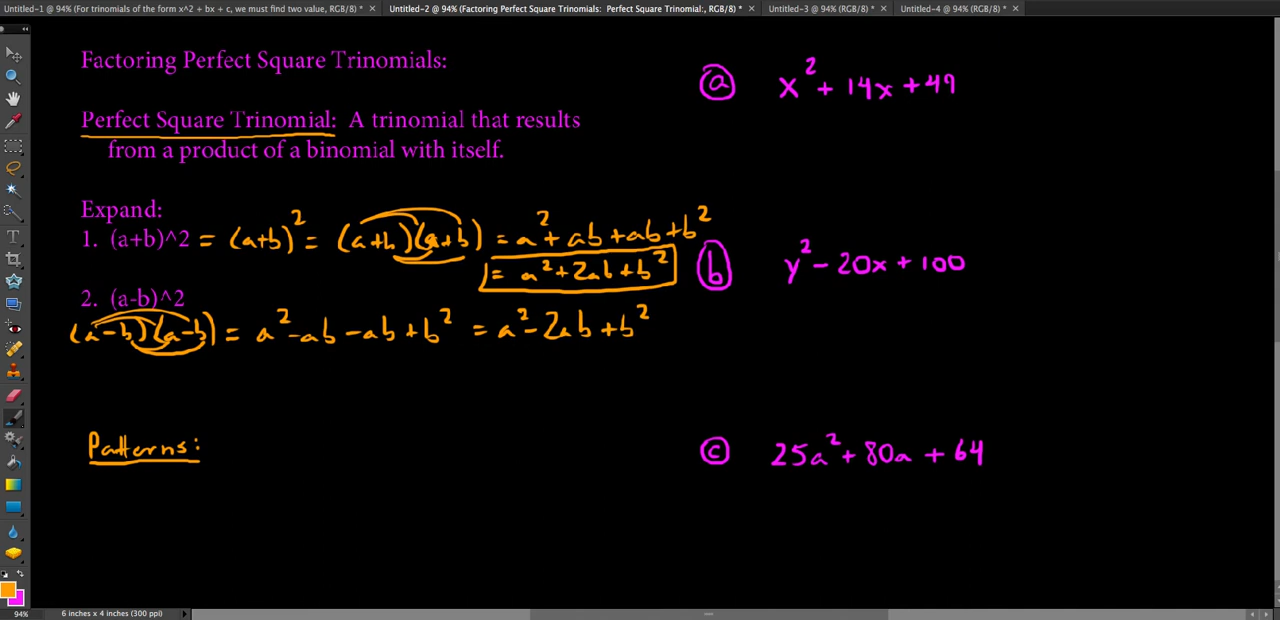 Untitled-1 @ 94% (For trinomials of the form x^2 + bx + c, we must find two value, RGB/8) * × Untitled-2 @ 94% (Factoring Perfect Square Trinomials: Perfect Square Trinomial:, RGB/8) * × Untitled-3 @ 94% (RGB/8) * × Untitled-4 @ 94% (RGB/8) * ×
Factoring Perfect Square Trinomials:
Perfect Square Trinomial: A trinomial that results
from a product of a binomial with itself.
Expand:
1. (a+b)^2 = (a+b)² = (a+b)(a+b) = a² + ab + ab + b²
= a² + 2ab + b²
2. (a-b)^2
(a-b)(a-b) = a² - ab - ab + b² = a² - 2ab + b²
Patterns:
a x² + 14x + 49
b y² - 20x + 100
c 25a² + 80a + 64
94% 6 inches x 4 inches (300 ppi)